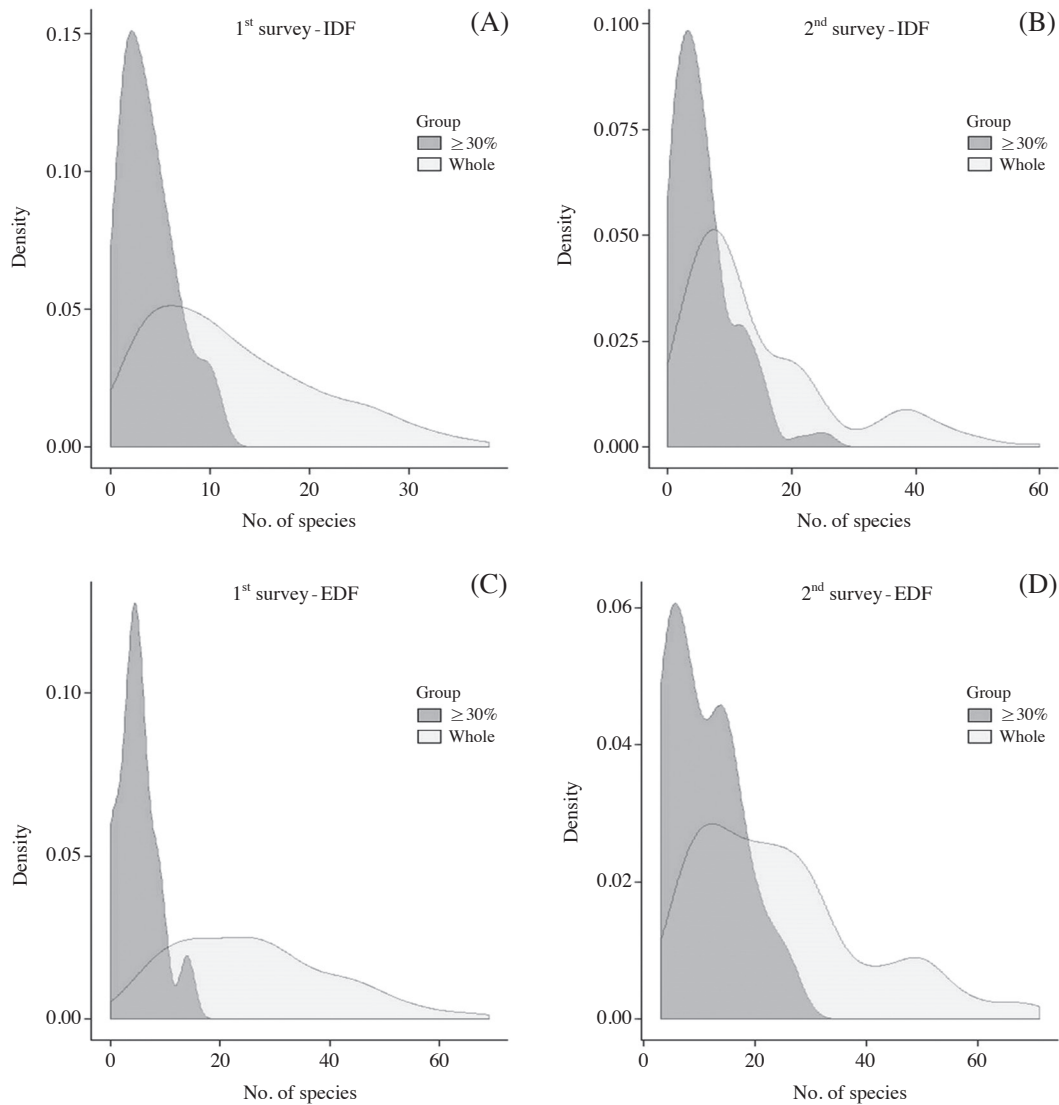 1st survey - IDF
(A)
0.15
0.10
0.05
0.00
Density
Group
≥30%
Whole
0
10
20
30
No. of species
2nd survey - IDF
(B)
0.100
0.075
0.050
0.025
0.000
Density
Group
≥30%
Whole
0
20
40
60
No. of species
1st survey - EDF
(C)
0.10
0.05
0.00
Density
Group
≥30%
Whole
0
20
40
60
No. of species
2nd survey - EDF
(D)
0.06
0.04
0.02
0.00
Density
Group
≥30%
Whole
0
20
40
60
No. of species